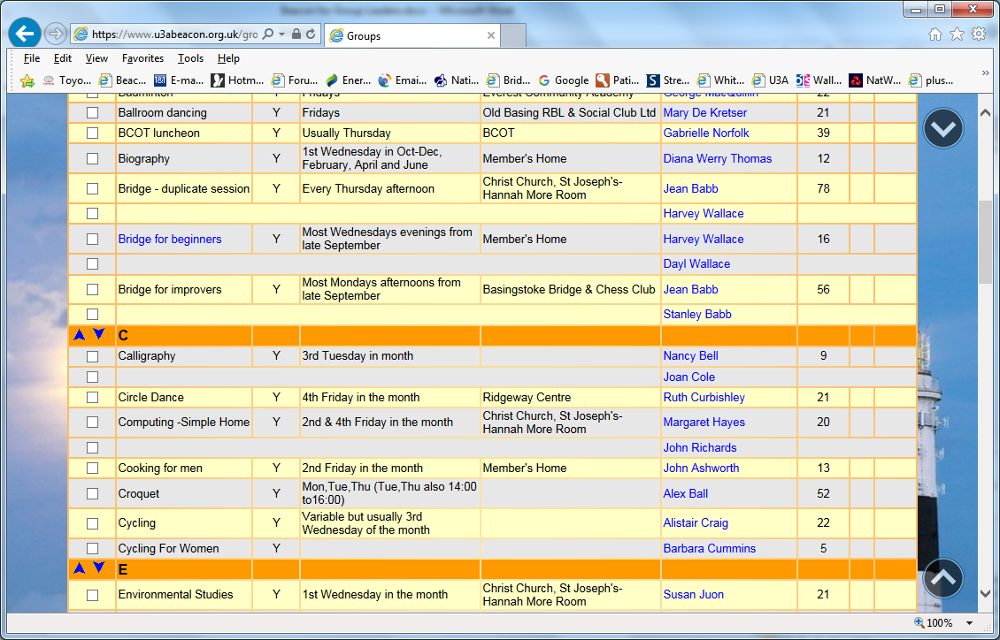 https://www.u3abeacon.org.uk/gro
Groups
File Edit View Favorites Tools Help
Toyo... Beac... E-ma... Hotm... Foru... Ener... Emai... Nati... Brid... Google Pati... Stre... Whit... U3A Wall... NatW... plus...
Badminton Y Fridays Everest Community Academy George MacQuillin 22
Ballroom dancing Y Fridays Old Basing RBL & Social Club Ltd Mary De Kretser 21
BCOT luncheon Y Usually Thursday BCOT Gabrielle Norfolk 39
Biography Y 1st Wednesday in Oct-Dec, February, April and June Member's Home Diana Werry Thomas 12
Bridge - duplicate session Y Every Thursday afternoon Christ Church, St Joseph's- Hannah More Room Jean Babb 78
Harvey Wallace
Bridge for beginners Y Most Wednesdays evenings from late September Member's Home Harvey Wallace 16
Dayl Wallace
Bridge for improvers Y Most Mondays afternoons from late September Basingstoke Bridge & Chess Club Jean Babb 56
Stanley Babb
C
Calligraphy Y 3rd Tuesday in month Nancy Bell 9
Joan Cole
Circle Dance Y 4th Friday in the month Ridgeway Centre Ruth Curbishley 21
Computing -Simple Home Y 2nd & 4th Friday in the month Christ Church, St Joseph's- Hannah More Room Margaret Hayes 20
John Richards
Cooking for men Y 2nd Friday in the month Member's Home John Ashworth 13
Croquet Y Mon,Tue,Thu (Tue,Thu also 14:00 to16:00) Alex Ball 52
Cycling Y Variable but usually 3rd Wednesday of the month Alistair Craig 22
Cycling For Women Y Barbara Cummins 5
E
Environmental Studies Y 1st Wednesday in the month Christ Church, St Joseph's- Hannah More Room Susan Juon 21
100%